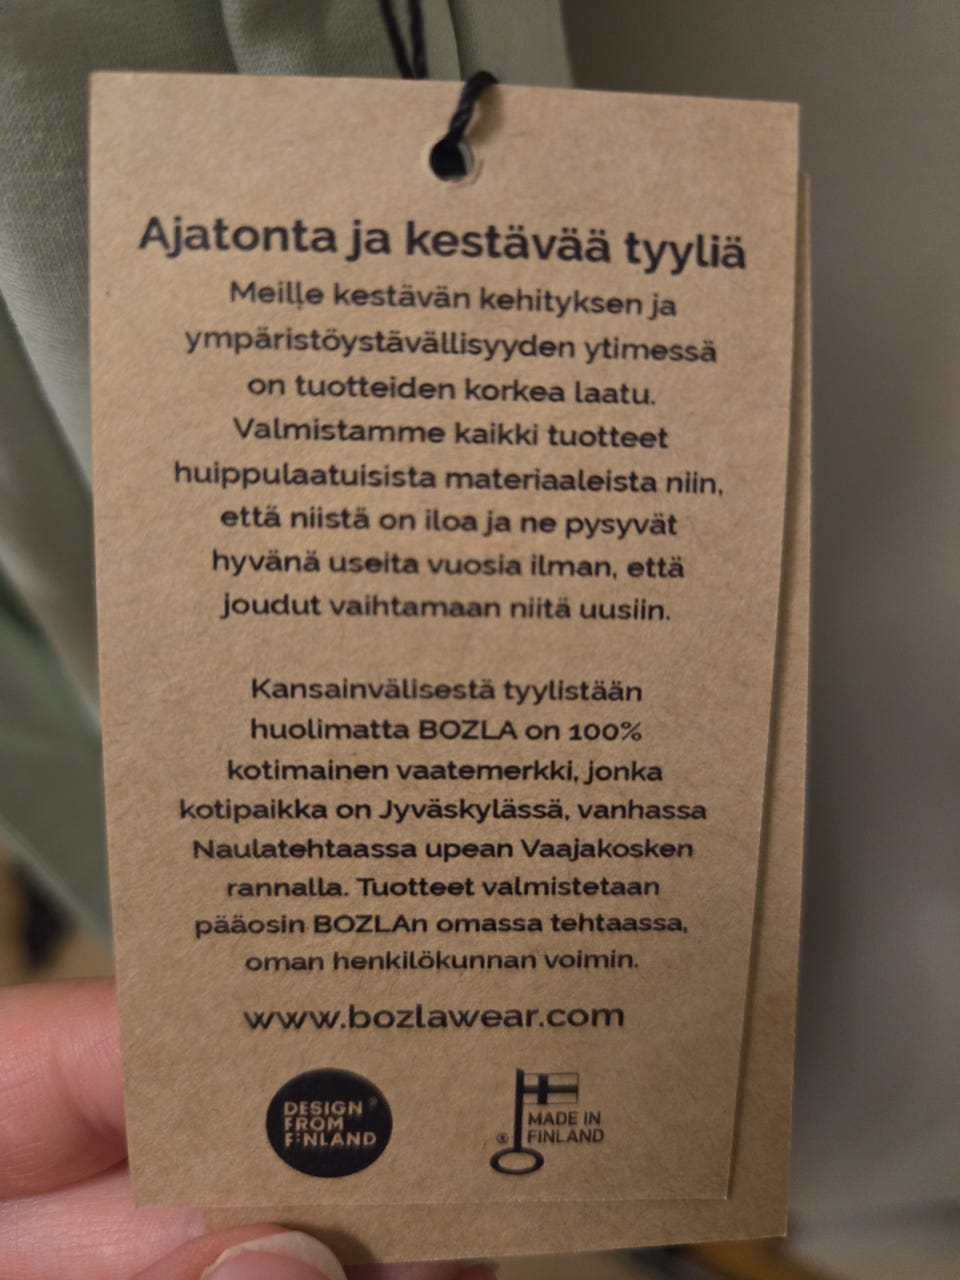 Ajatonta ja kestävää tyyliä
Meille kestävän kehityksen ja
ympäristöystävällisyyden ytimessä
on tuotteiden korkea laatu.
Valmistamme kaikki tuotteet
huippulaatuisista materiaaleista niin,
että niistä on iloa ja ne pysyvät
hyvänä useita vuosia ilman, että
joudut vaihtamaan niitä uusiin.
Kansainvälisestä tyylistään
huolimatta BOZLA on 100%
kotimainen vaatemerkki, jonka
kotipaikka on Jyväskylässä, vanhassa
Naulatehtaassa upean Vaajakosken
rannalla. Tuotteet valmistetaan
pääosin BOZLAn omassa tehtaassa,
oman henkilökunnan voimin.
www.bozlawear.com
DESIGN ®
FROM
FINLAND
MADE IN
® FINLAND